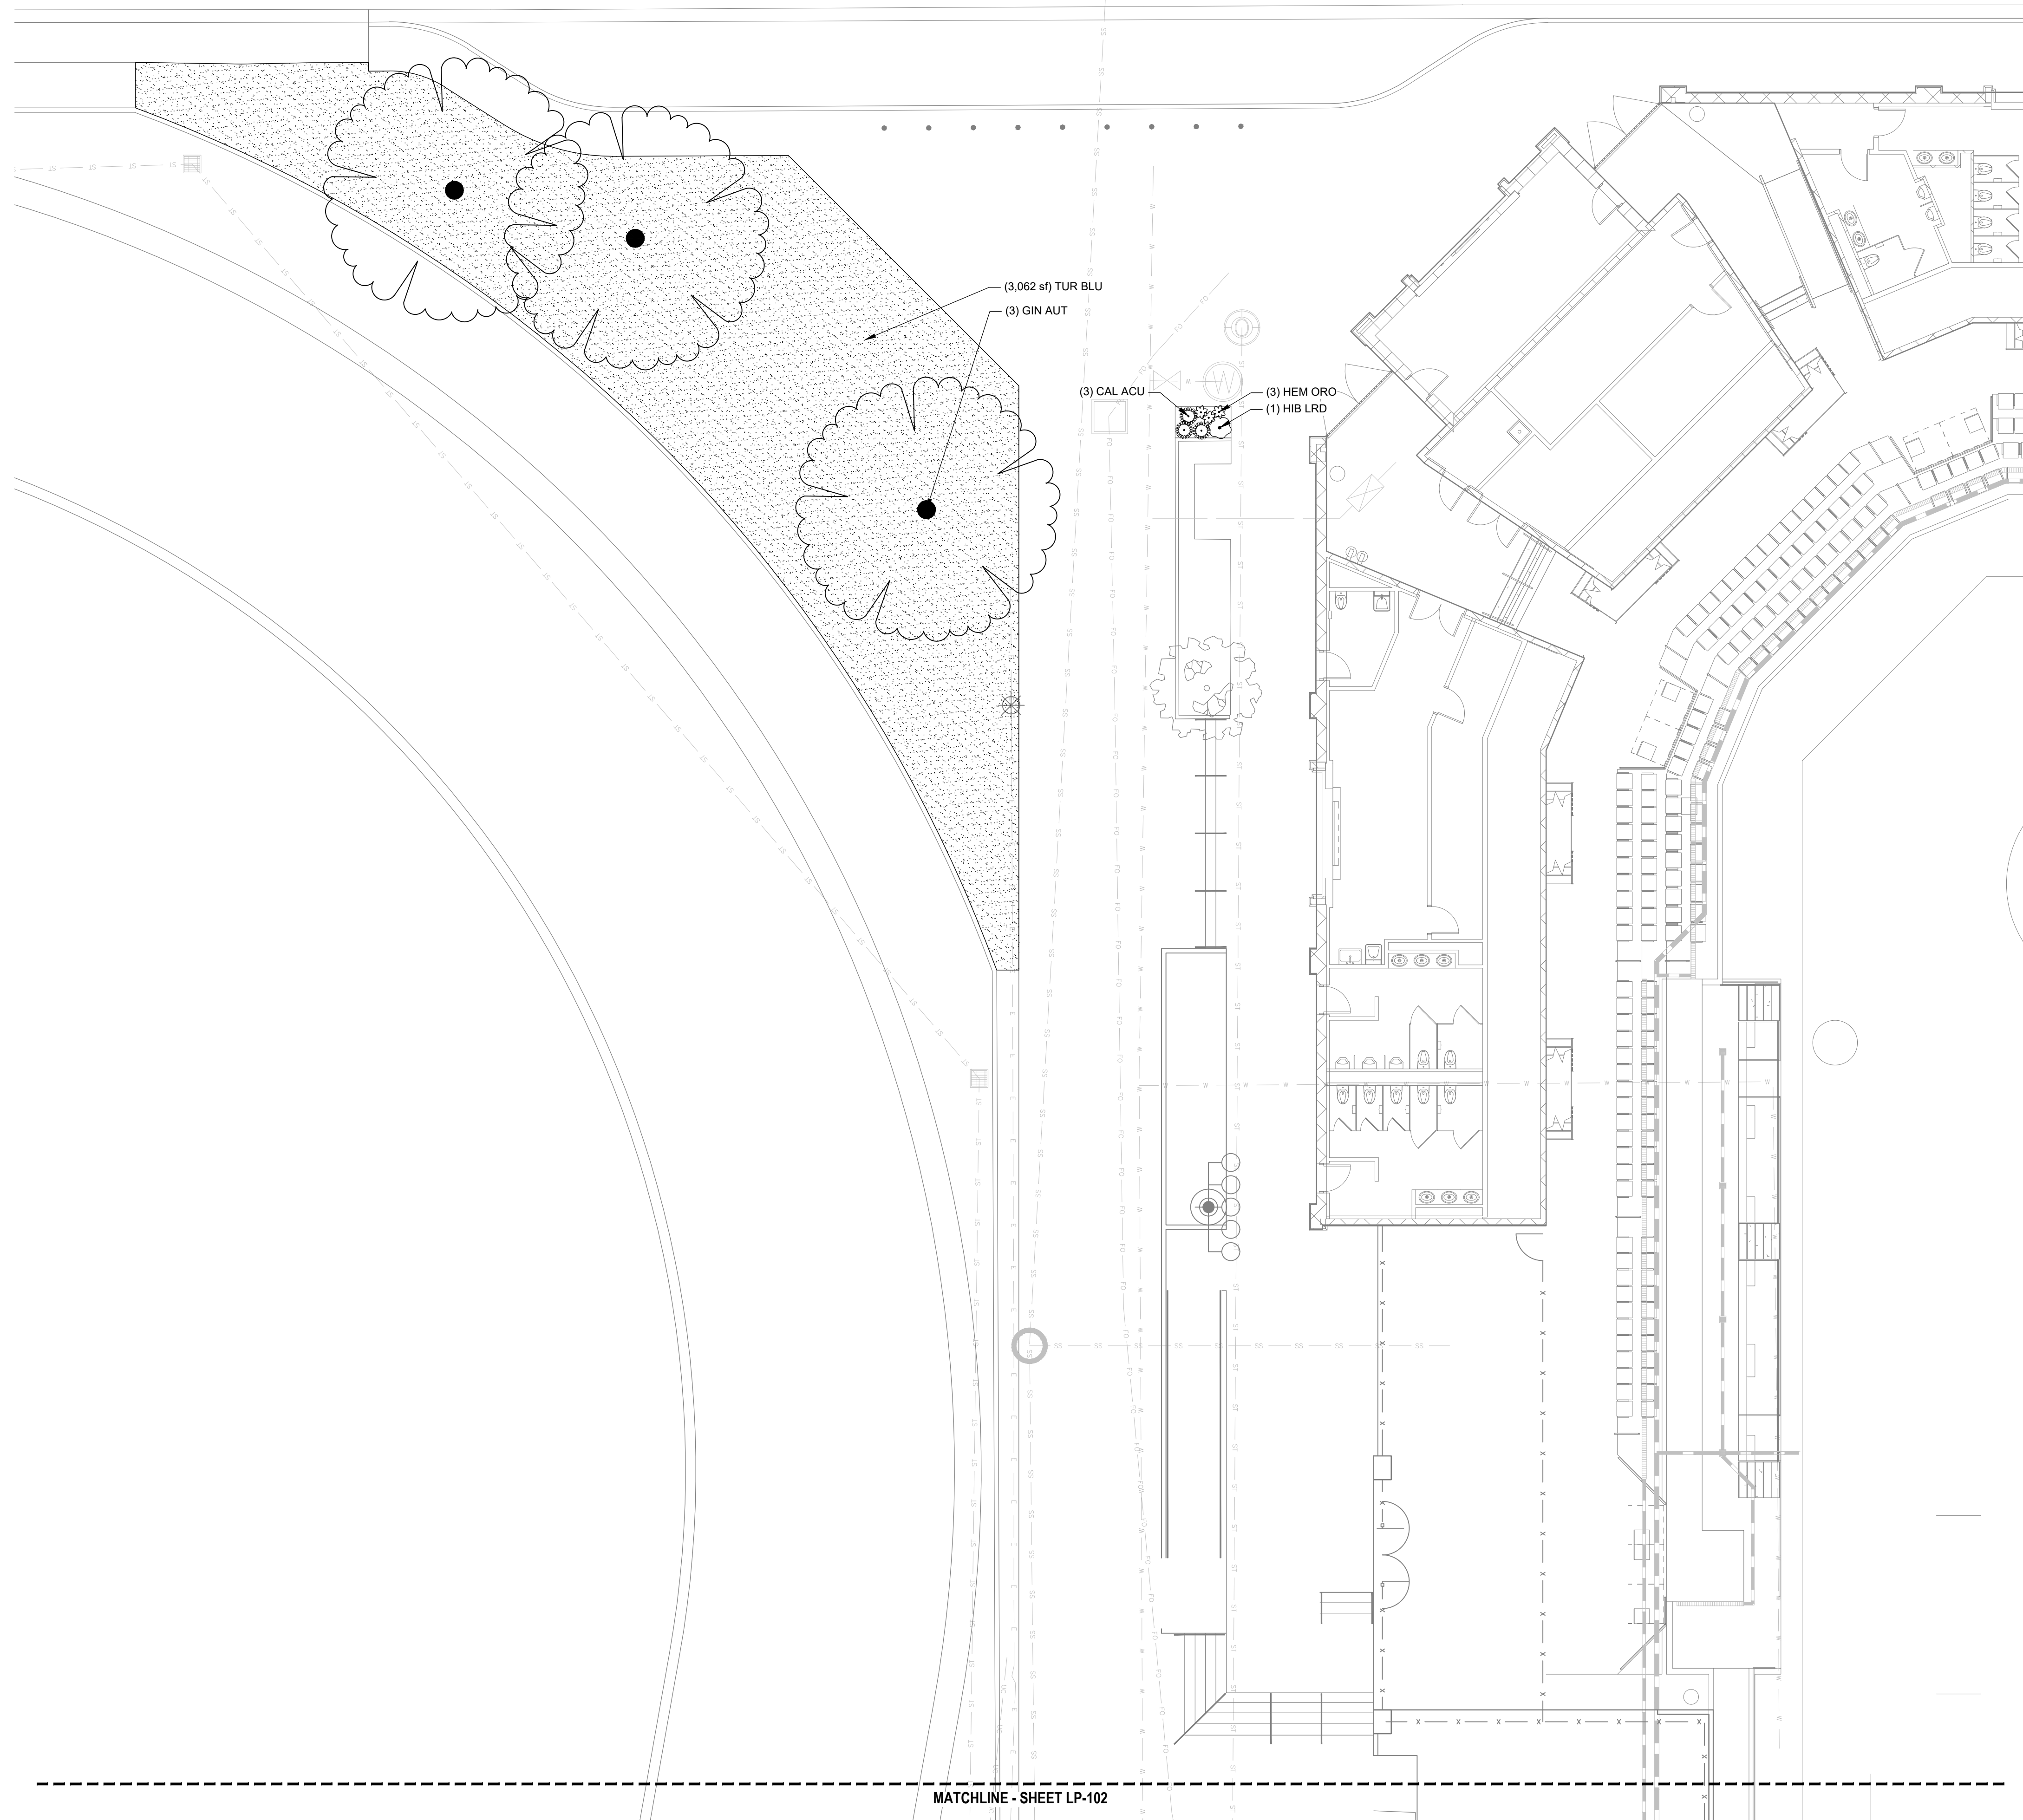 (3,062 sf) TUR BLU
(3) GIN AUT
(3) CAL ACU
(3) HEM ORO
(1) HIB LRD
MATCHLINE - SHEET LP-102